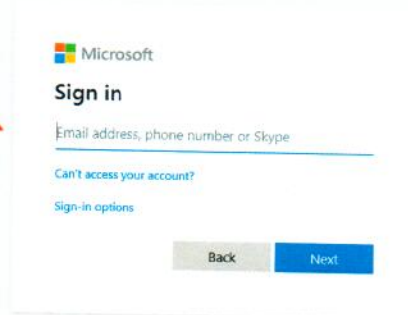 Microsoft
Sign in
Email address, phone number or Skype
Can't access your account?
Sign-in options
Back Next